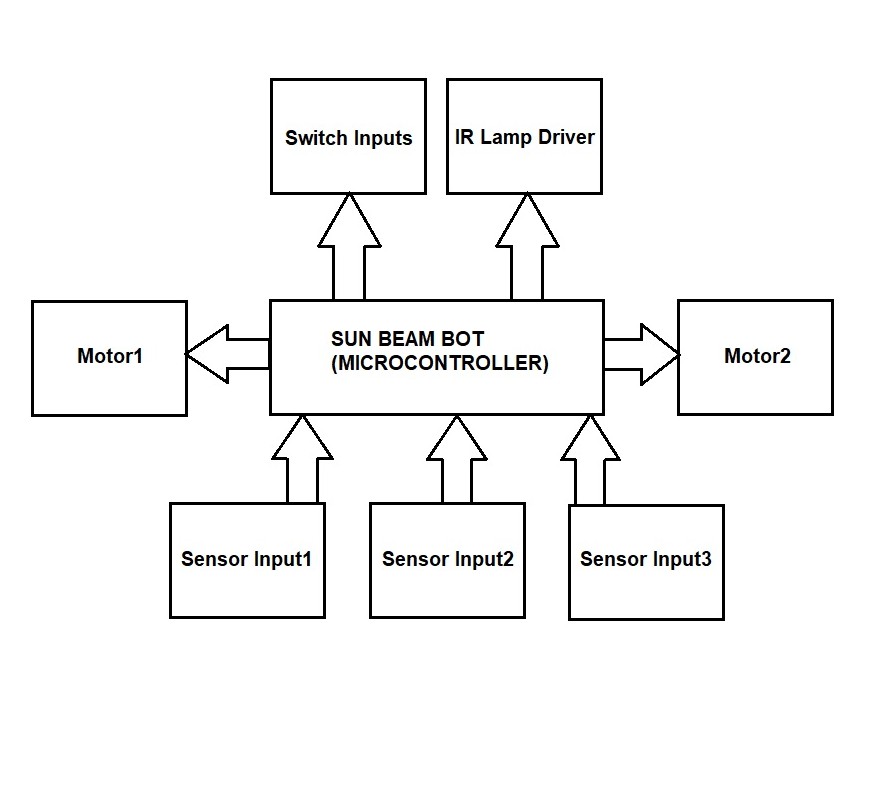 Switch Inputs
IR Lamp Driver
Motor1
SUN BEAM BOT
(MICROCONTROLLER)
Motor2
Sensor Input1
Sensor Input2
Sensor Input3